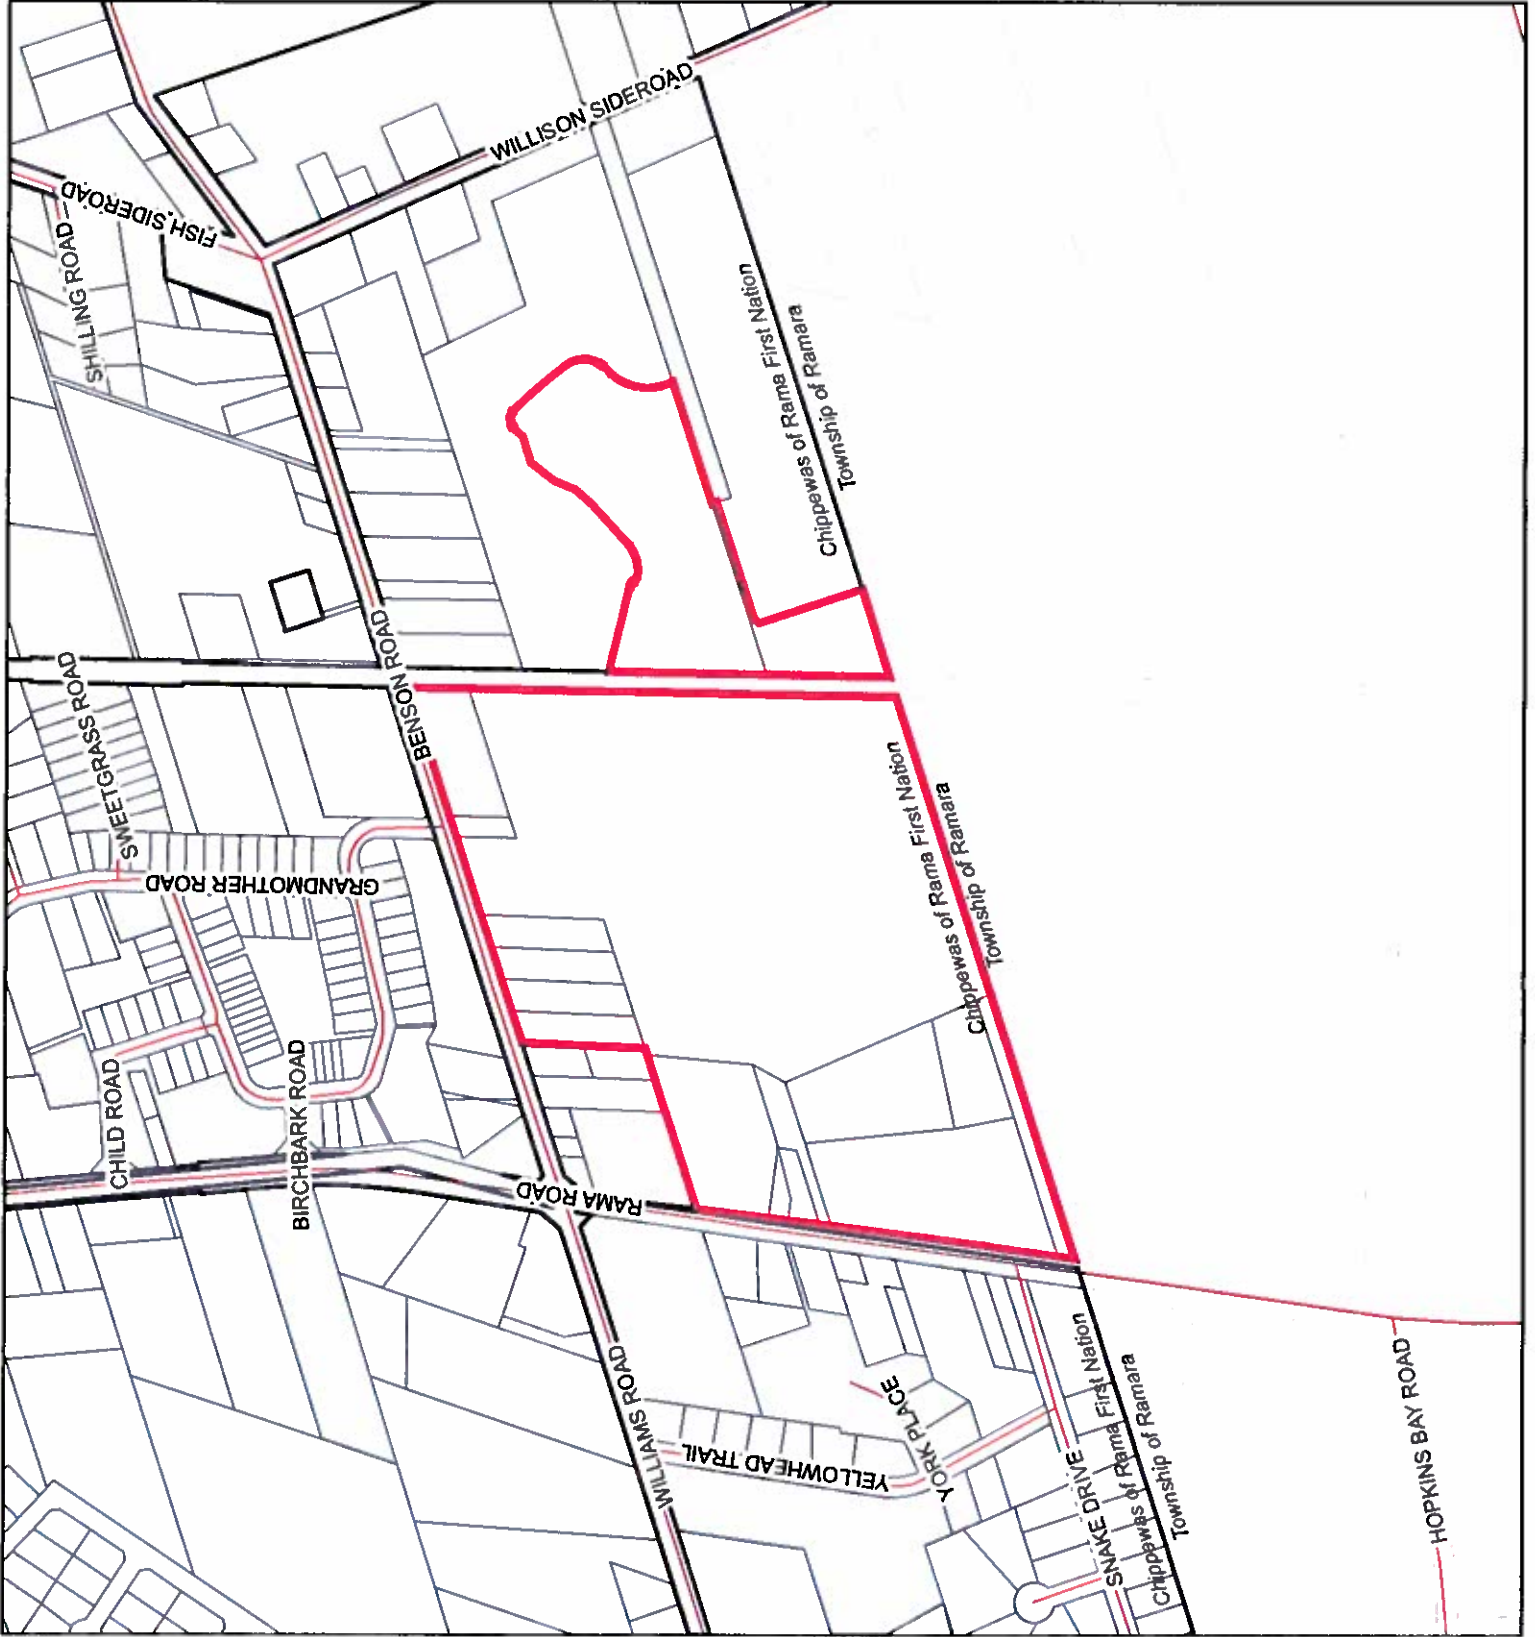 WILLISON SIDEROAD
FISH SIDEROAD
SHILLING ROAD
Chippewas of Rama First Nation
Township of Ramara
BENSON ROAD
SWEETGRASS ROAD
GRANDMOTHER ROAD
Chippewas of Rama First Nation
Township of Ramara
CHILD ROAD
BIRCHBARK ROAD
RAMA ROAD
WILLIAMS ROAD
YELLOWHEAD TRAIL
YORK PLACE
SNAKE DRIVE
Chippewas of Rama First Nation
Township of Ramara
HOPKINS BAY ROAD